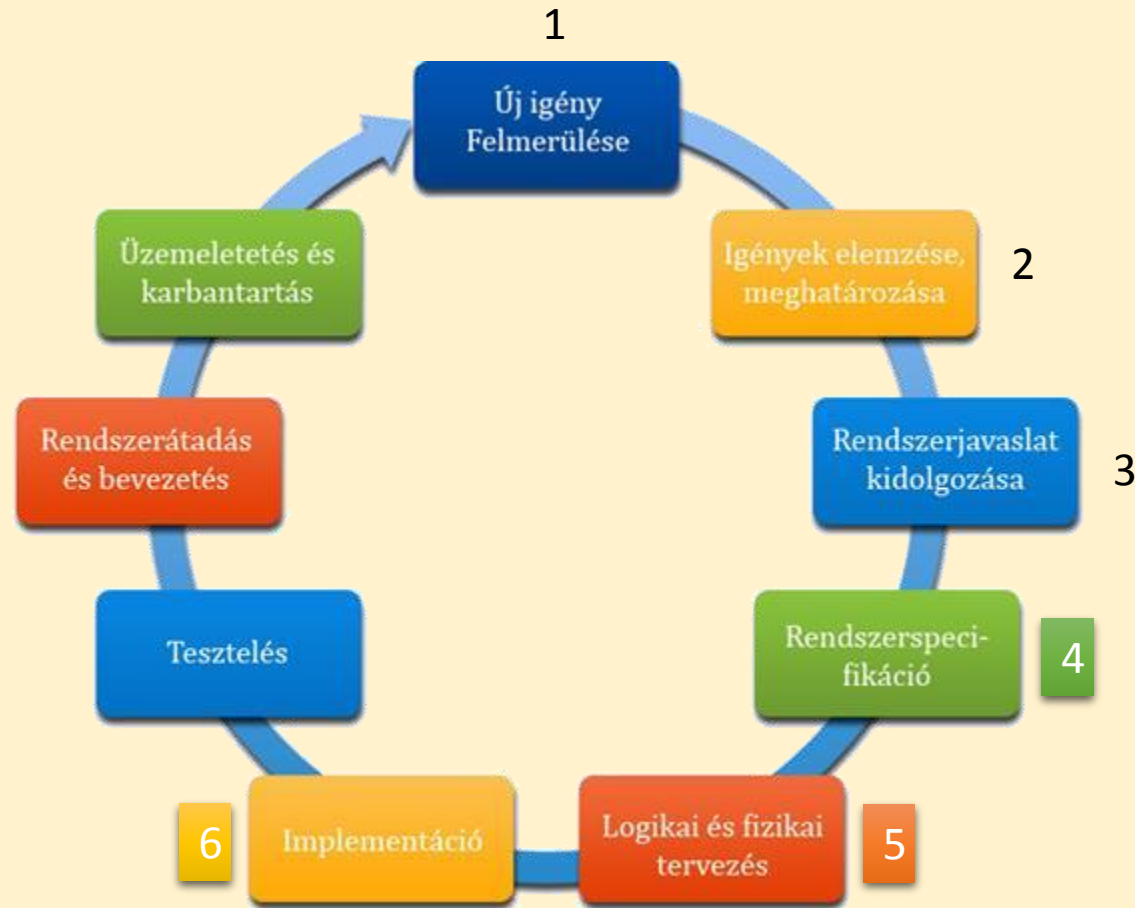 1
Új igény
Felmerülése
Igények elemzése,
meghatározása
2
Rendszerjavaslat
kidolgozása
3
Rendszerspeci-
fikáció
4
Logikai és fizikai
tervezés
5
Implementáció
6
Tesztelés
Rendszerátadás
és bevezetés
Üzemeletetés és
karbantartás